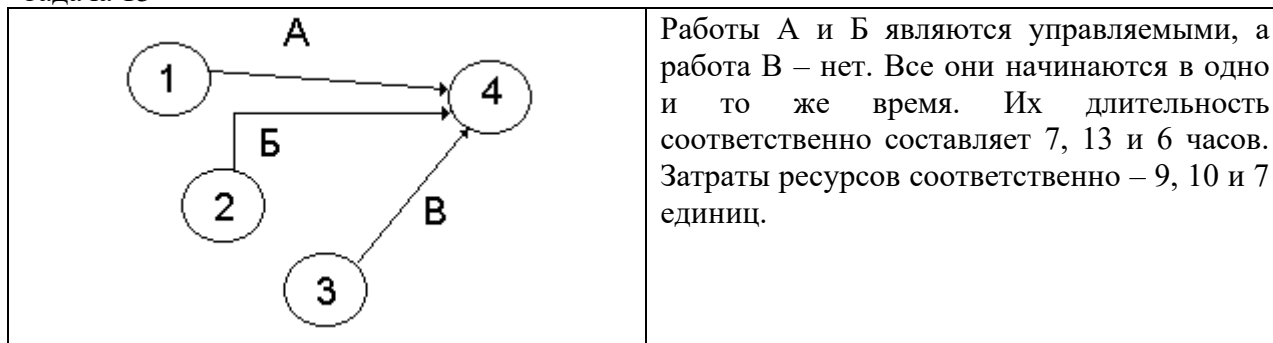 А
1
4
Б
2
В
3
Работы А и Б являются управляемыми, а
работа В – нет. Все они начинаются в одно
и то же время. Их длительность
соответственно составляет 7, 13 и 6 часов.
Затраты ресурсов соответственно – 9, 10 и 7
единиц.